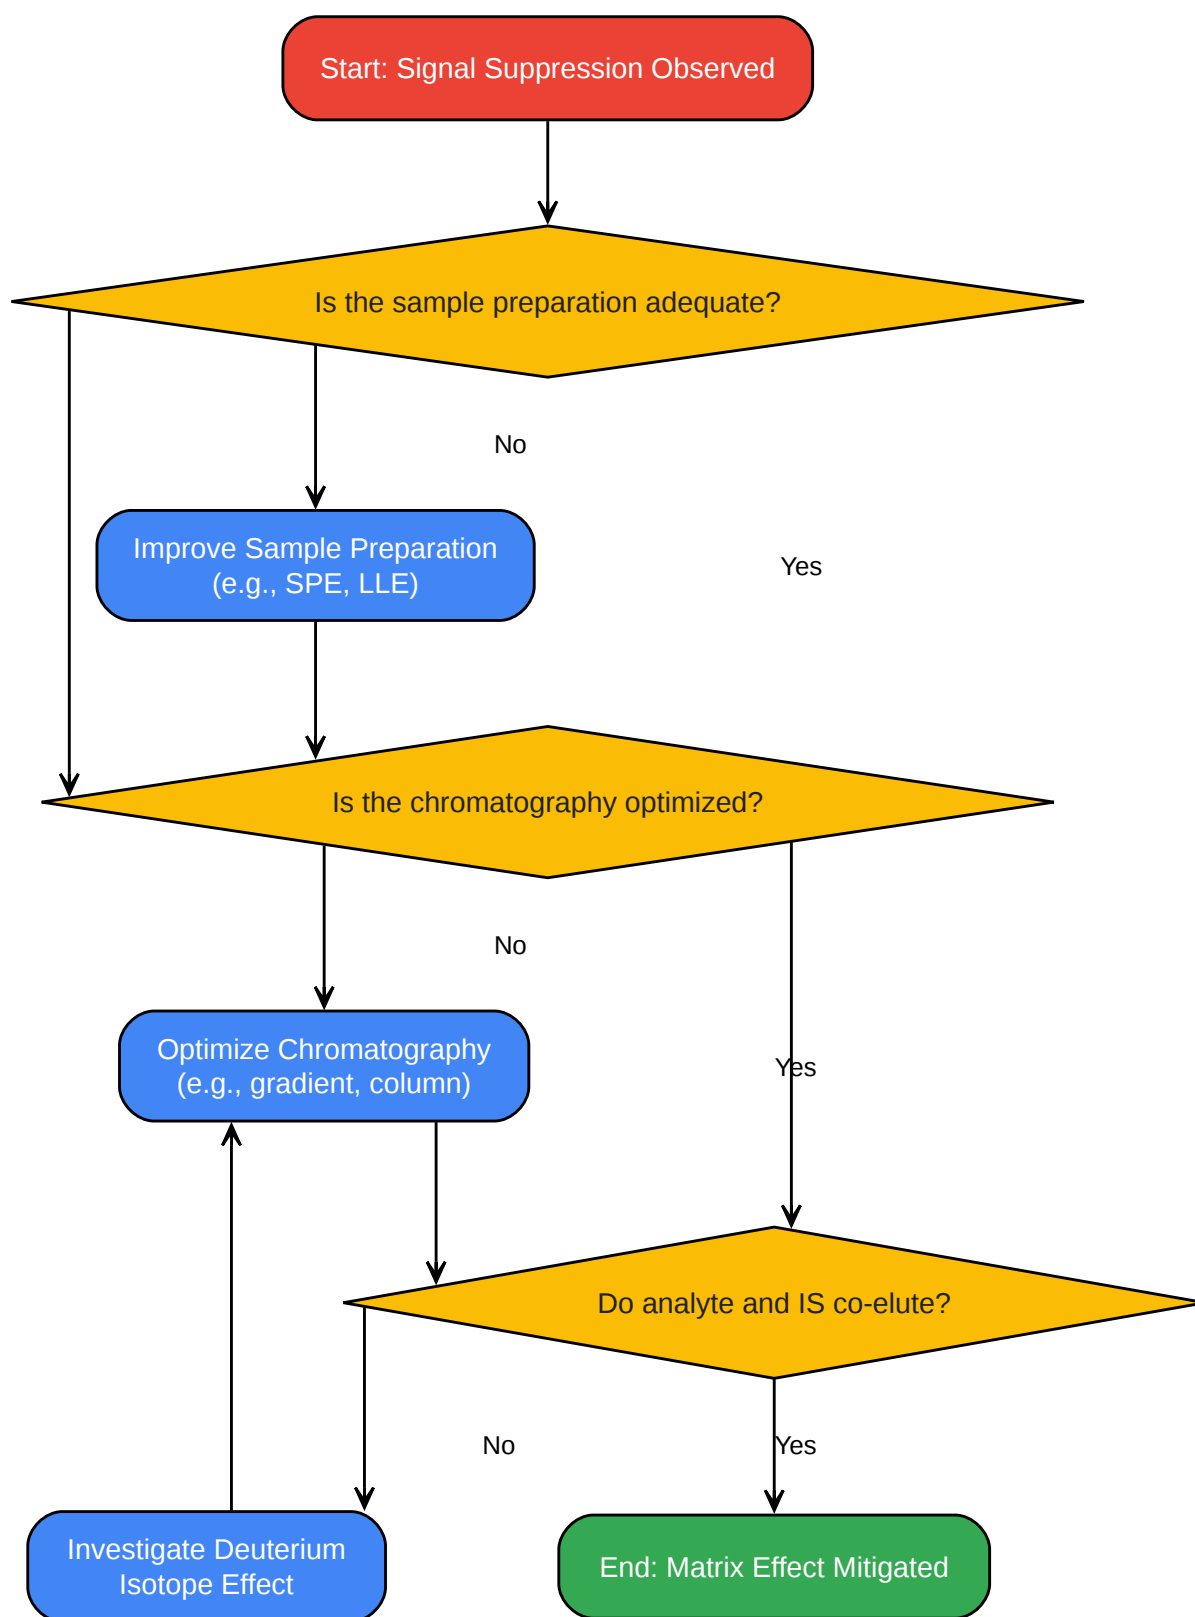 Start: Signal Suppression Observed
Is the sample preparation adequate?
No
Improve Sample Preparation
(e.g., SPE, LLE)
Yes
Is the chromatography optimized?
No
Optimize Chromatography
(e.g., gradient, column)
Yes
Do analyte and IS co-elute?
No
Yes
Investigate Deuterium
Isotope Effect
End: Matrix Effect Mitigated